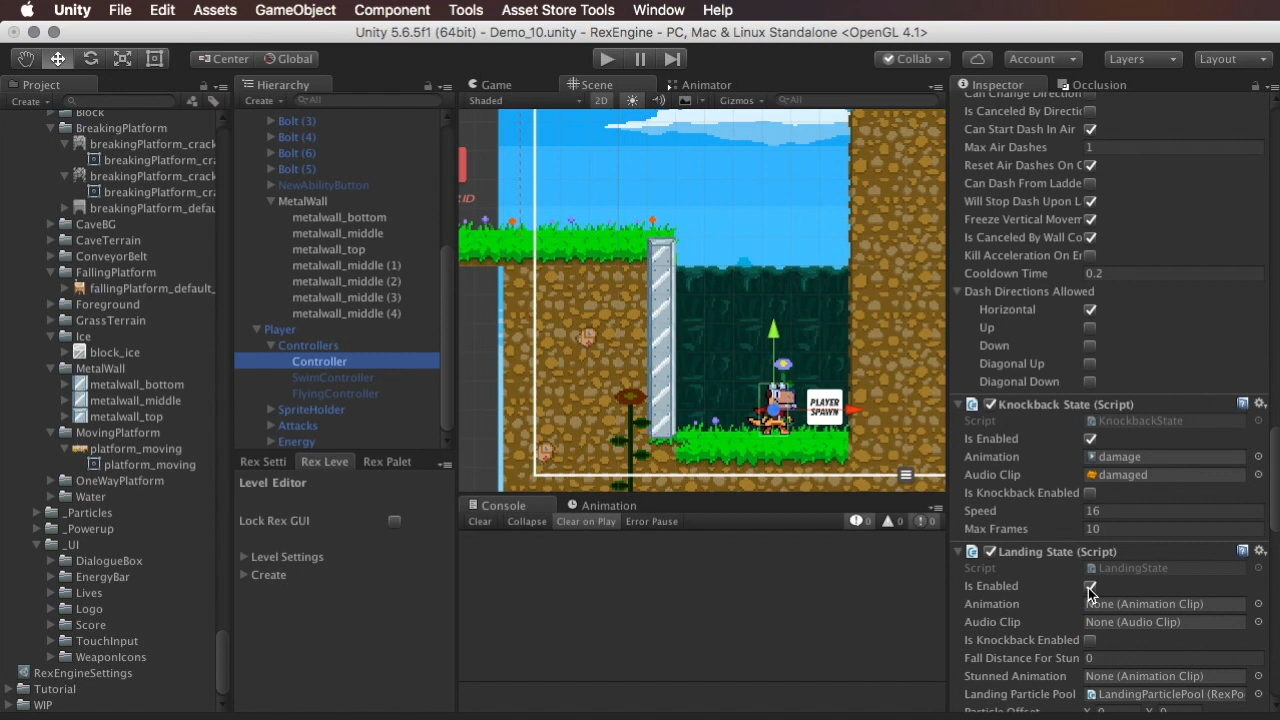 Unity File Edit Assets GameObject Component Tools Asset Store Tools Window Help
Unity 5.6.5f1 (64bit) - Demo_10.unity - RexEngine - PC, Mac & Linux Standalone <OpenGL 4.1>
Center Global Collab Account Layers Layout
Project
Create
Block
BreakingPlatform
breakingPlatform_crack
breakingPlatform_cra
breakingPlatform_crack
breakingPlatform_cra
breakingPlatform_defau
CaveBG
CaveTerrain
ConveyorBelt
FallingPlatform
fallingPlatform_default_
Foreground
GrassTerrain
Ice
block_ice
MetalWall
metalwall_bottom
metalwall_middle
metalwall_top
MovingPlatform
platform_moving
platform_moving
OneWayPlatform
Water
_Particles
_Powerup
_UI
DialogueBox
EnergyBar
Lives
Logo
Score
TouchInput
WeaponIcons
RexEngineSettings
Tutorial
WIP
Hierarchy
Create All
Bolt (3)
Bolt (4)
Bolt (6)
Bolt (5)
NewAbilityButton
MetalWall
metalwall_bottom
metalwall_middle
metalwall_top
metalwall_middle (1)
metalwall_middle (2)
metalwall_middle (3)
metalwall_middle (4)
Player
Controllers
Controller
SwimController
FlyingController
SpriteHolder
Attacks
Energy
Rex Setti Rex Leve Rex Palet
Level Editor
Lock Rex GUI
Level Settings
Create
Game Scene Animator
Shaded 2D Gizmos All
ID
PLAYER
SPAWN
Console Animation
Clear Collapse Clear on Play Error Pause 0 0 0
Inspector Occlusion
Can Change Direction
Is Canceled By Directi
Can Start Dash In Air
Max Air Dashes 1
Reset Air Dashes On C
Can Dash From Ladde
Will Stop Dash Upon L
Freeze Vertical Movem
Is Canceled By Wall Co
Kill Acceleration On E
Cooldown Time 0.2
Dash Directions Allowed
Horizontal
Up
Down
Diagonal Up
Diagonal Down
Knockback State (Script)
Script KnockbackState
Is Enabled
Animation damage
Audio Clip damaged
Is Knockback Enabled
Speed 16
Max Frames 10
Landing State (Script)
Script LandingState
Is Enabled
Animation None (Animation Clip)
Audio Clip None (Audio Clip)
Is Knockback Enabled
Fall Distance For Stun 0
Stunned Animation None (Animation Clip)
Landing Particle Pool LandingParticlePool (RexPo
Particle Offset X 0 Y 0